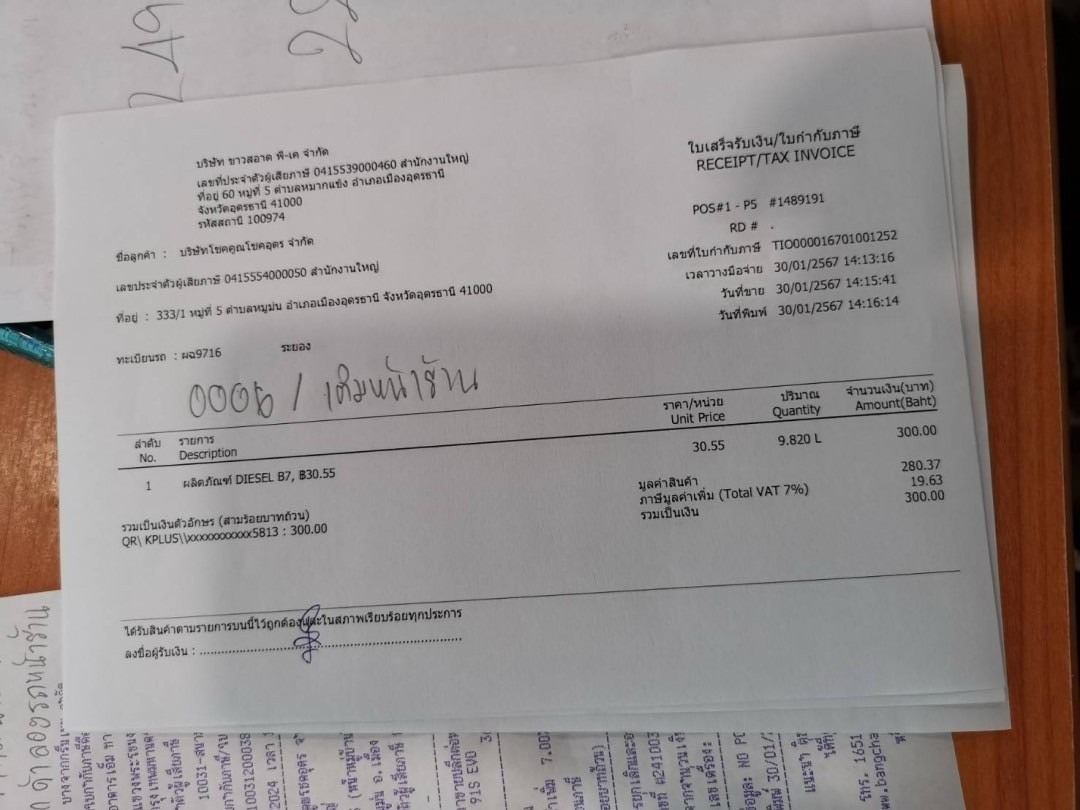 249
บริษัท ขาวสอาด พี-เค จำกัด
เลขที่ประจำตัวผู้เสียภาษี 0415539000460 สำนักงานใหญ่
ที่อยู่ 60 หมู่ที่ 5 ตำบลหมากแข้ง อำเภอเมืองอุดรธานี
จังหวัดอุดรธานี 41000
รหัสสถานี 100974
ใบเสร็จรับเงิน/ใบกำกับภาษี
RECEIPT/TAX INVOICE
POS#1 - P5 #1489191
RD # .
เลขที่ใบกำกับภาษี TIO000016701001252
เวลาวางมือจ่าย 30/01/2567 14:13:16
วันที่ขาย 30/01/2567 14:15:41
วันที่พิมพ์ 30/01/2567 14:16:14
ชื่อลูกค้า : บริษัทโชคคูณโชคอุดร จำกัด
เลขประจำตัวผู้เสียภาษี 0415554000050 สำนักงานใหญ่
ที่อยู่ : 333/1 หมู่ที่ 5 ตำบลหมูม่น อำเภอเมืองอุดรธานี จังหวัดอุดรธานี 41000
ทะเบียนรถ : ผฉ9716 ระยอง
/ เติมหน้าร้าน
ลำดับ รายการ ราคา/หน่วย ปริมาณ จำนวนเงิน(บาท)
No. Description Unit Price Quantity Amount(Baht)
1 ผลิตภัณฑ์ DIESEL B7, ฿30.55 30.55 9.820 L 300.00
มูลค่าสินค้า 280.37
ภาษีมูลค่าเพิ่ม (Total VAT 7%) 19.63
รวมเป็นเงิน 300.00
รวมเป็นเงินตัวอักษร (สามร้อยบาทถ้วน)
QR\ KPLUS\\xxxxxxxxxxx5813 : 300.00
ได้รับสินค้าตามรายการบนนี้ไว้ถูกต้องและในสภาพเรียบร้อยทุกประการ
ลงชื่อผู้รับเงิน :
91S EVO
โทร. 1651